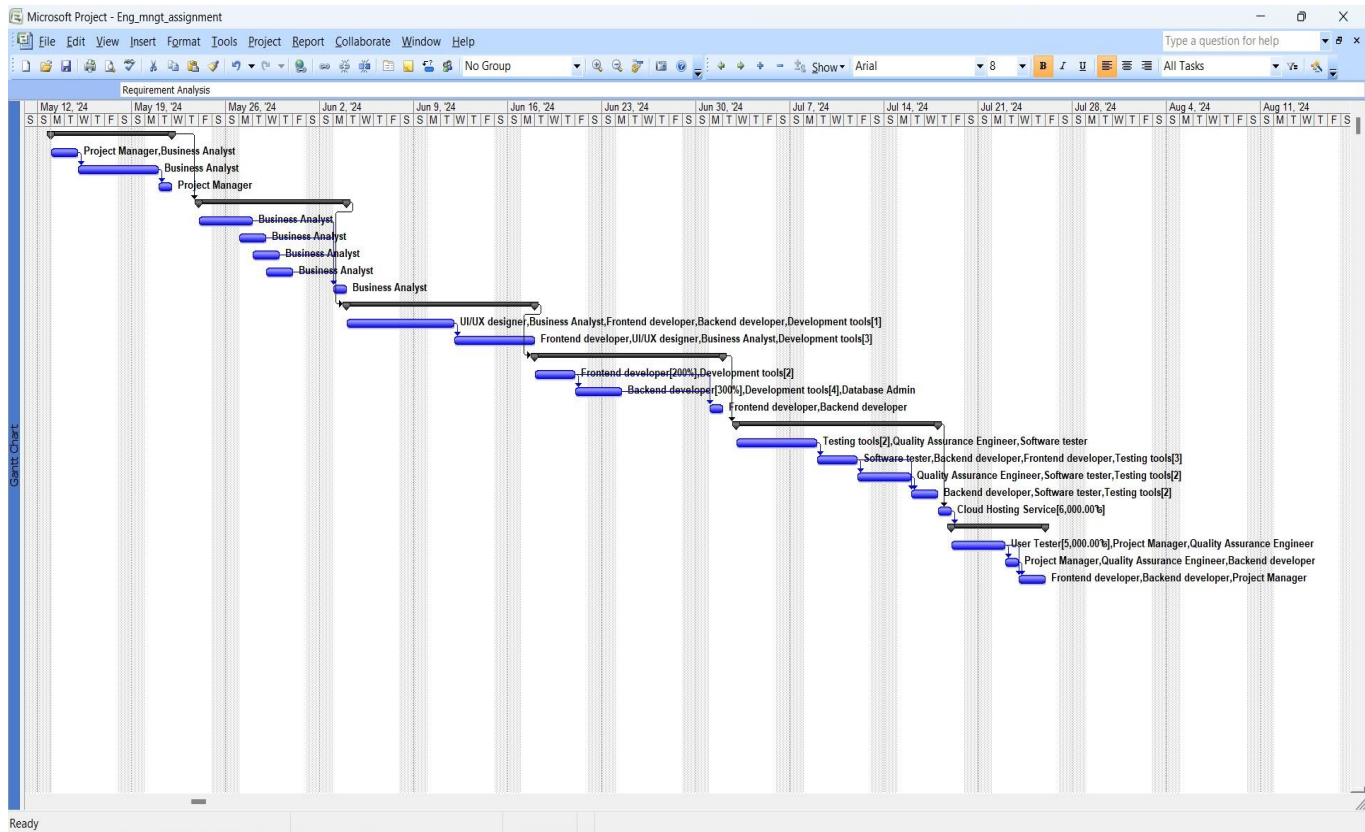 Microsoft Project - Eng_mngt_assignment
File Edit View Insert Format Tools Project Report Collaborate Window Help Type a question for help
No Group Show Arial 8 B I U All Tasks
Requirement Analysis
May 12, '24 May 19, '24 May 26, '24 Jun 2, '24 Jun 9, '24 Jun 16, '24 Jun 23, '24 Jun 30, '24 Jul 7, '24 Jul 14, '24 Jul 21, '24 Jul 28, '24 Aug 4, '24 Aug 11, '24
S S M T W T F S S M T W T F S S M T W T F S S M T W T F S S M T W T F S S M T W T F S S M T W T F S S M T W T F S S M T W T F S S M T W T F S S M T W T F S S M T W T F S S M T W T F S S M T W T F S
Project Manager,Business Analyst
Business Analyst
Project Manager
Business Analyst
Business Analyst
Business Analyst
Business Analyst
Business Analyst
UI/UX designer,Business Analyst,Frontend developer,Backend developer,Development tools[1]
Frontend developer,UI/UX designer,Business Analyst,Development tools[3]
Frontend developer[200%],Development tools[2]
Backend developer[300%],Development tools[4],Database Admin
Frontend developer,Backend developer
Gantt Chart
Testing tools[2],Quality Assurance Engineer,Software tester
Software tester,Backend developer,Frontend developer,Testing tools[3]
Quality Assurance Engineer,Software tester,Testing tools[2]
Backend developer,Software tester,Testing tools[2]
Cloud Hosting Service[6,000.00%]
User Tester[5,000.00%],Project Manager,Quality Assurance Engineer
Project Manager,Quality Assurance Engineer,Backend developer
Frontend developer,Backend developer,Project Manager
Ready